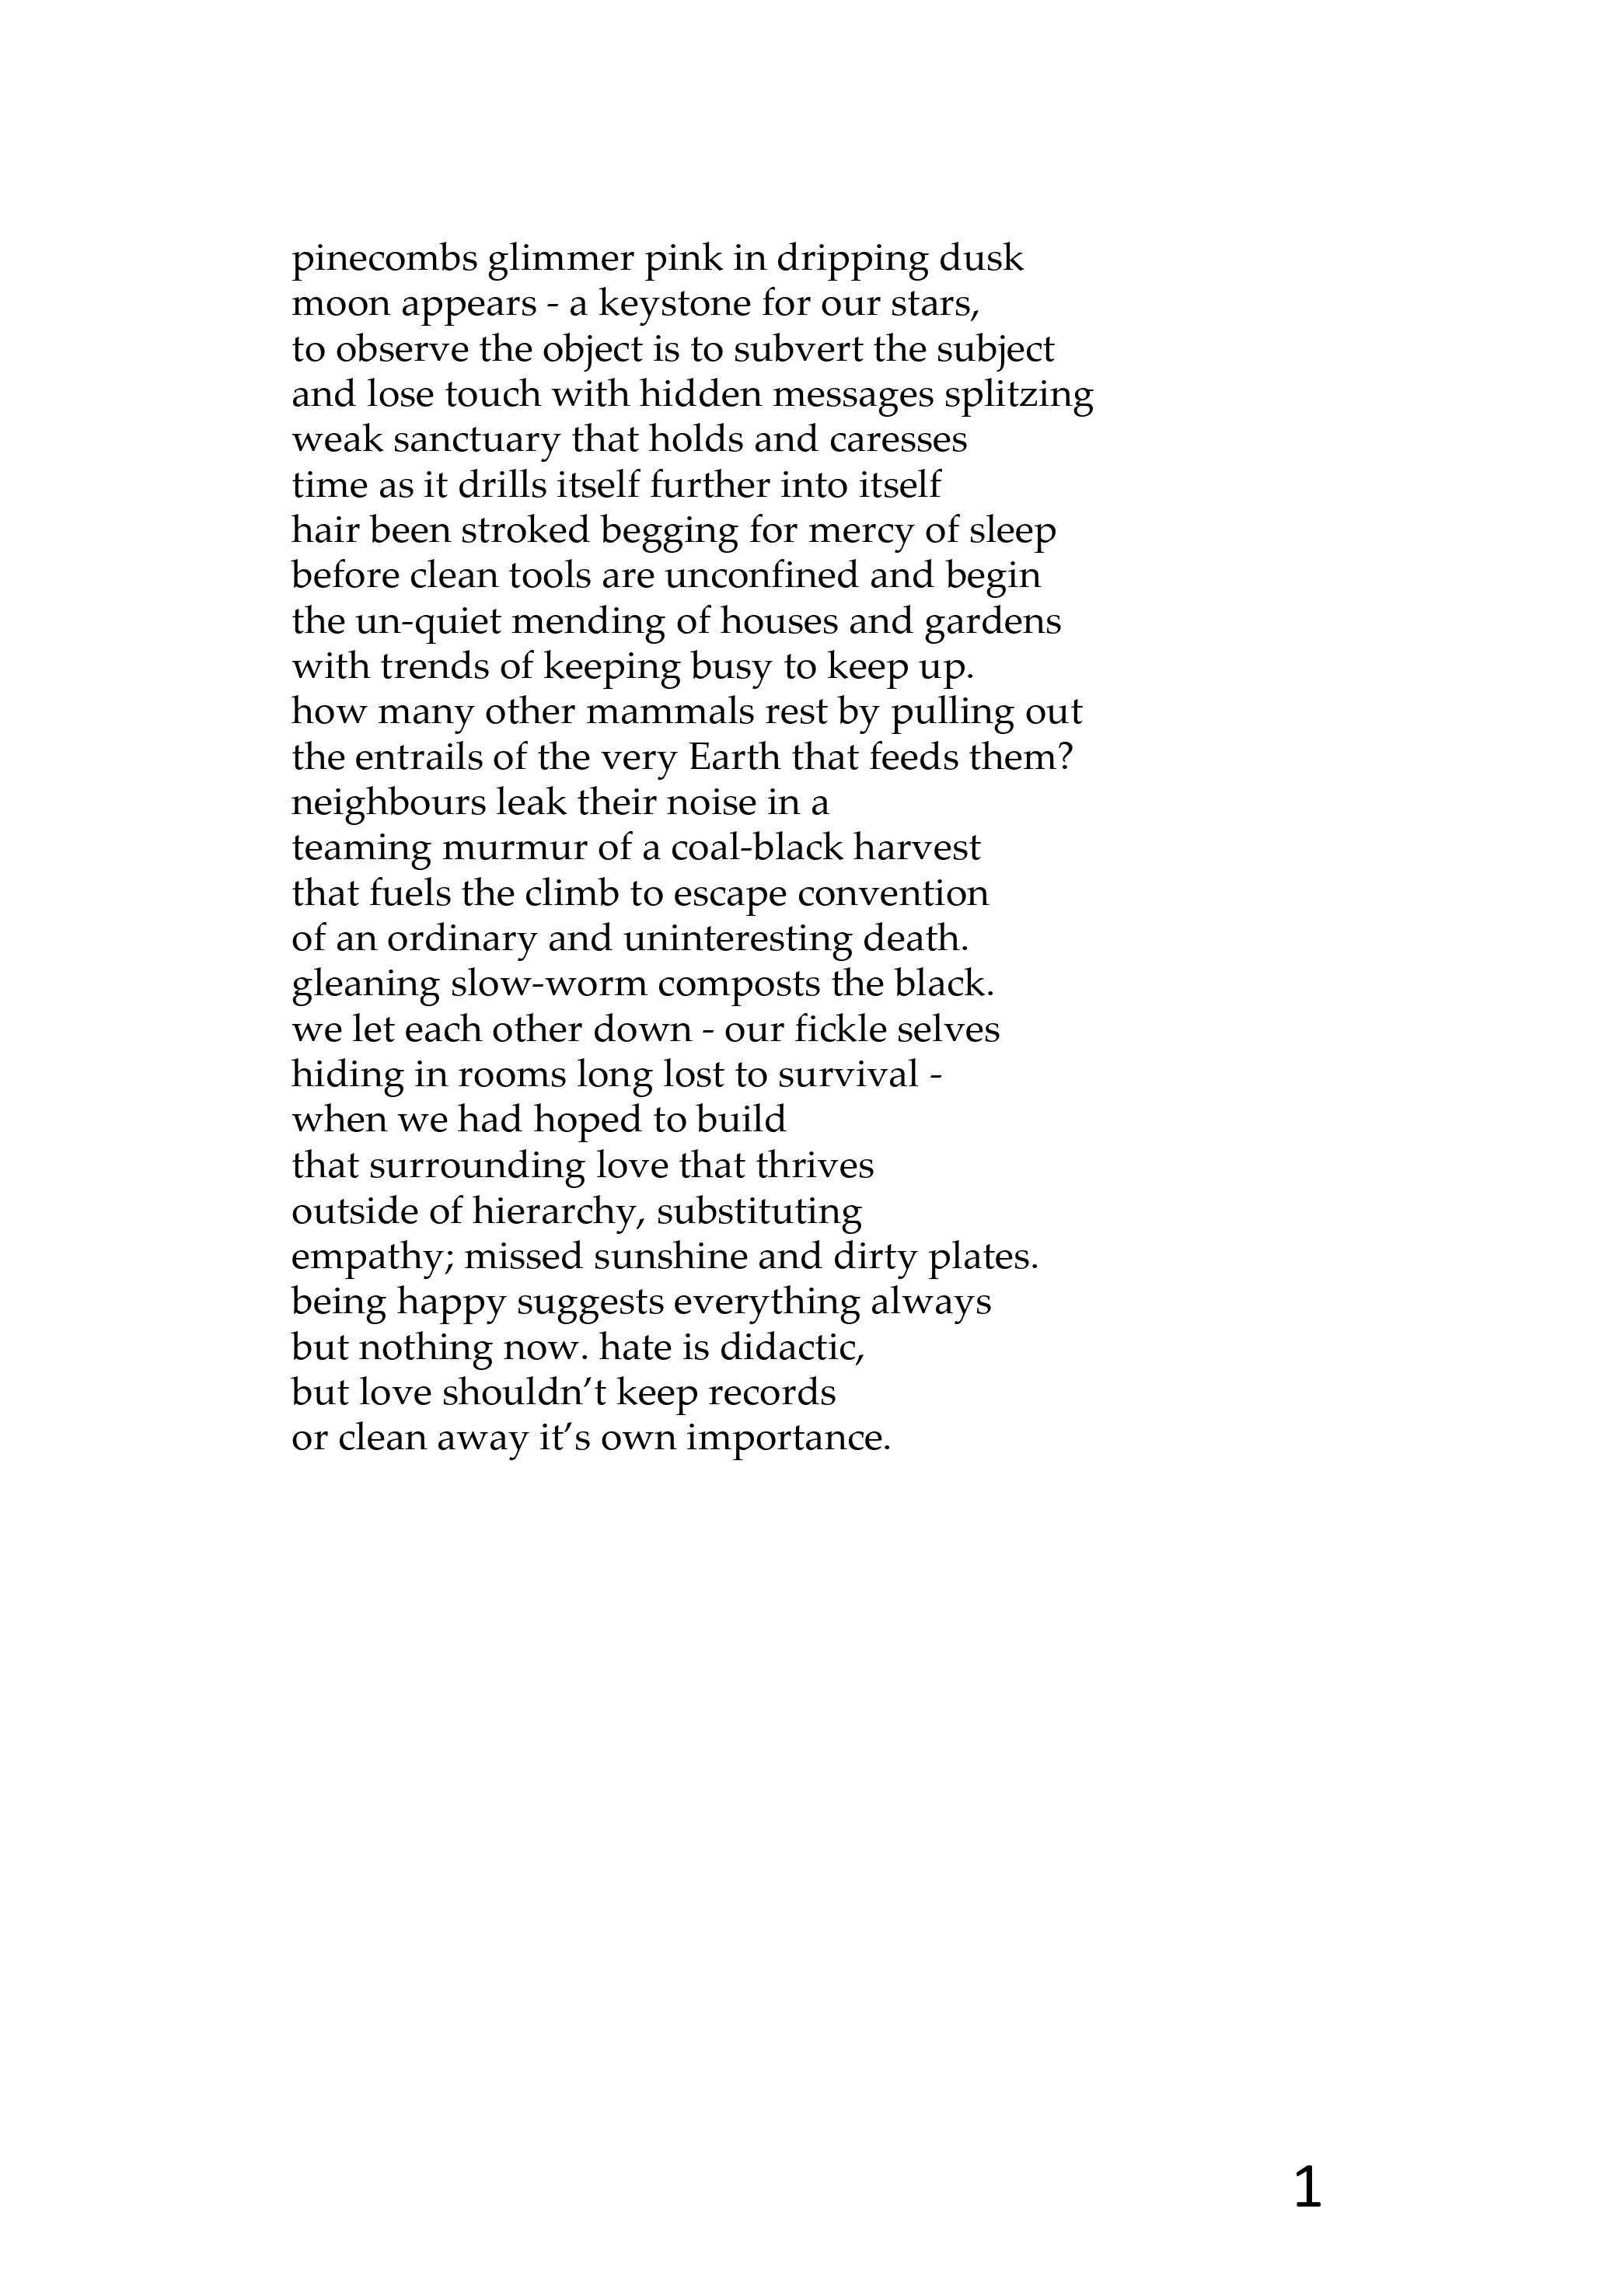 pinecombs glimmer pink in dripping dusk
moon appears - a keystone for our stars,
to observe the object is to subvert the subject
and lose touch with hidden messages splitzing
weak sanctuary that holds and caresses
time as it drills itself further into itself
hair been stroked begging for mercy of sleep
before clean tools are unconfined and begin
the un-quiet mending of houses and gardens
with trends of keeping busy to keep up.
how many other mammals rest by pulling out
the entrails of the very Earth that feeds them?
neighbours leak their noise in a
teaming murmur of a coal-black harvest
that fuels the climb to escape convention
of an ordinary and uninteresting death.
gleaning slow-worm composts the black.
we let each other down - our fickle selves
hiding in rooms long lost to survival -
when we had hoped to build
that surrounding love that thrives
outside of hierarchy, substituting
empathy; missed sunshine and dirty plates.
being happy suggests everything always
but nothing now. hate is didactic,
but love shouldn’t keep records
or clean away it’s own importance.
1